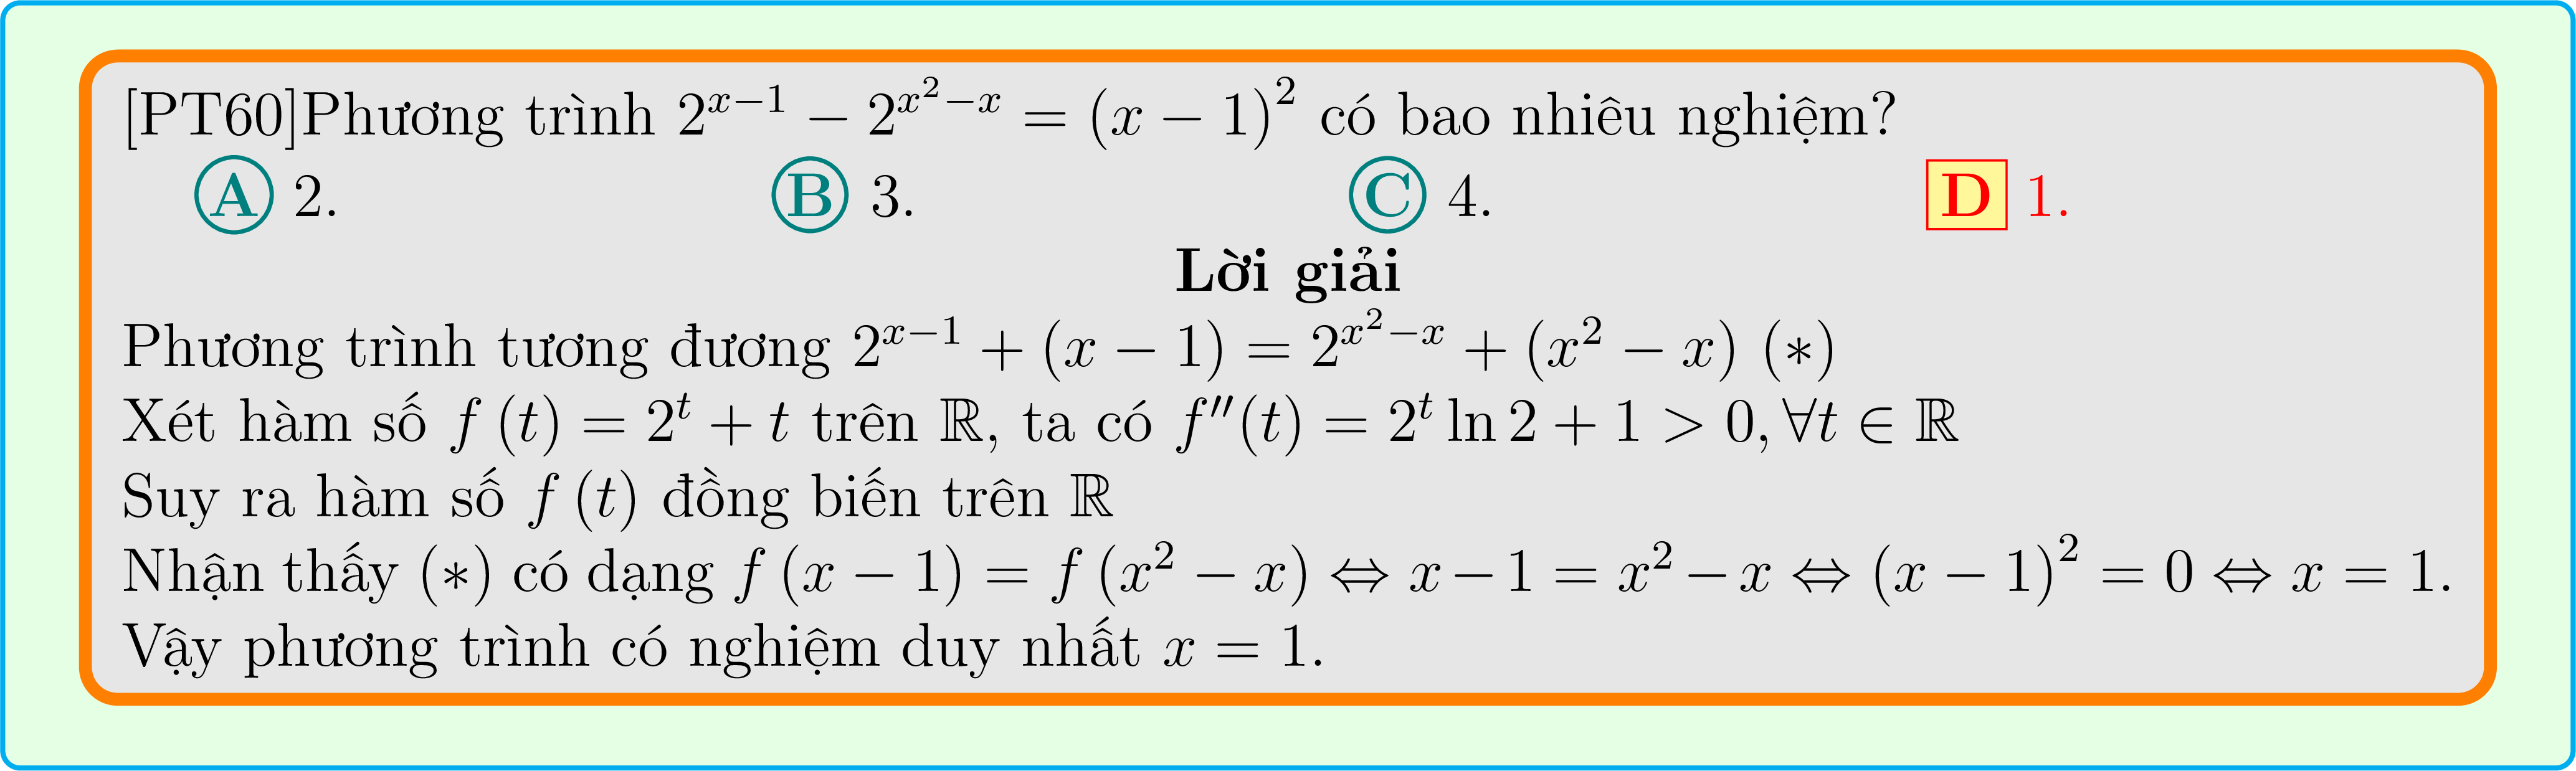 [PT60]Phương trình $2^{x-1} - 2^{x^2-x} = (x-1)^2$ có bao nhiêu nghiệm?
A 2. B 3. C 4. D 1.
Lời giải
Phương trình tương đương $2^{x-1} + (x-1) = 2^{x^2-x} + (x^2-x)$ $(*)$
Xét hàm số $f(t) = 2^t + t$ trên $\mathbb{R}$, ta có $f''(t) = 2^t \ln 2 + 1 > 0, \forall t \in \mathbb{R}$
Suy ra hàm số $f(t)$ đồng biến trên $\mathbb{R}$
Nhận thấy $(*)$ có dạng $f(x-1) = f(x^2-x) \Leftrightarrow x-1 = x^2-x \Leftrightarrow (x-1)^2 = 0 \Leftrightarrow x = 1$.
Vậy phương trình có nghiệm duy nhất $x = 1$.